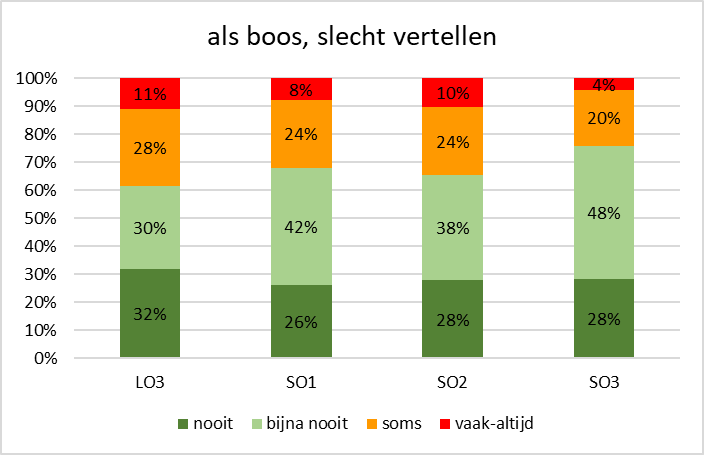 als boos, slecht vertellen
100%
90%
80%
70%
60%
50%
40%
30%
20%
10%
0%
11% 8% 10% 4%
28% 24% 24% 20%
30% 42% 38% 48%
32% 26% 28% 28%
LO3 SO1 SO2 SO3
nooit bijna nooit soms vaak-altijd